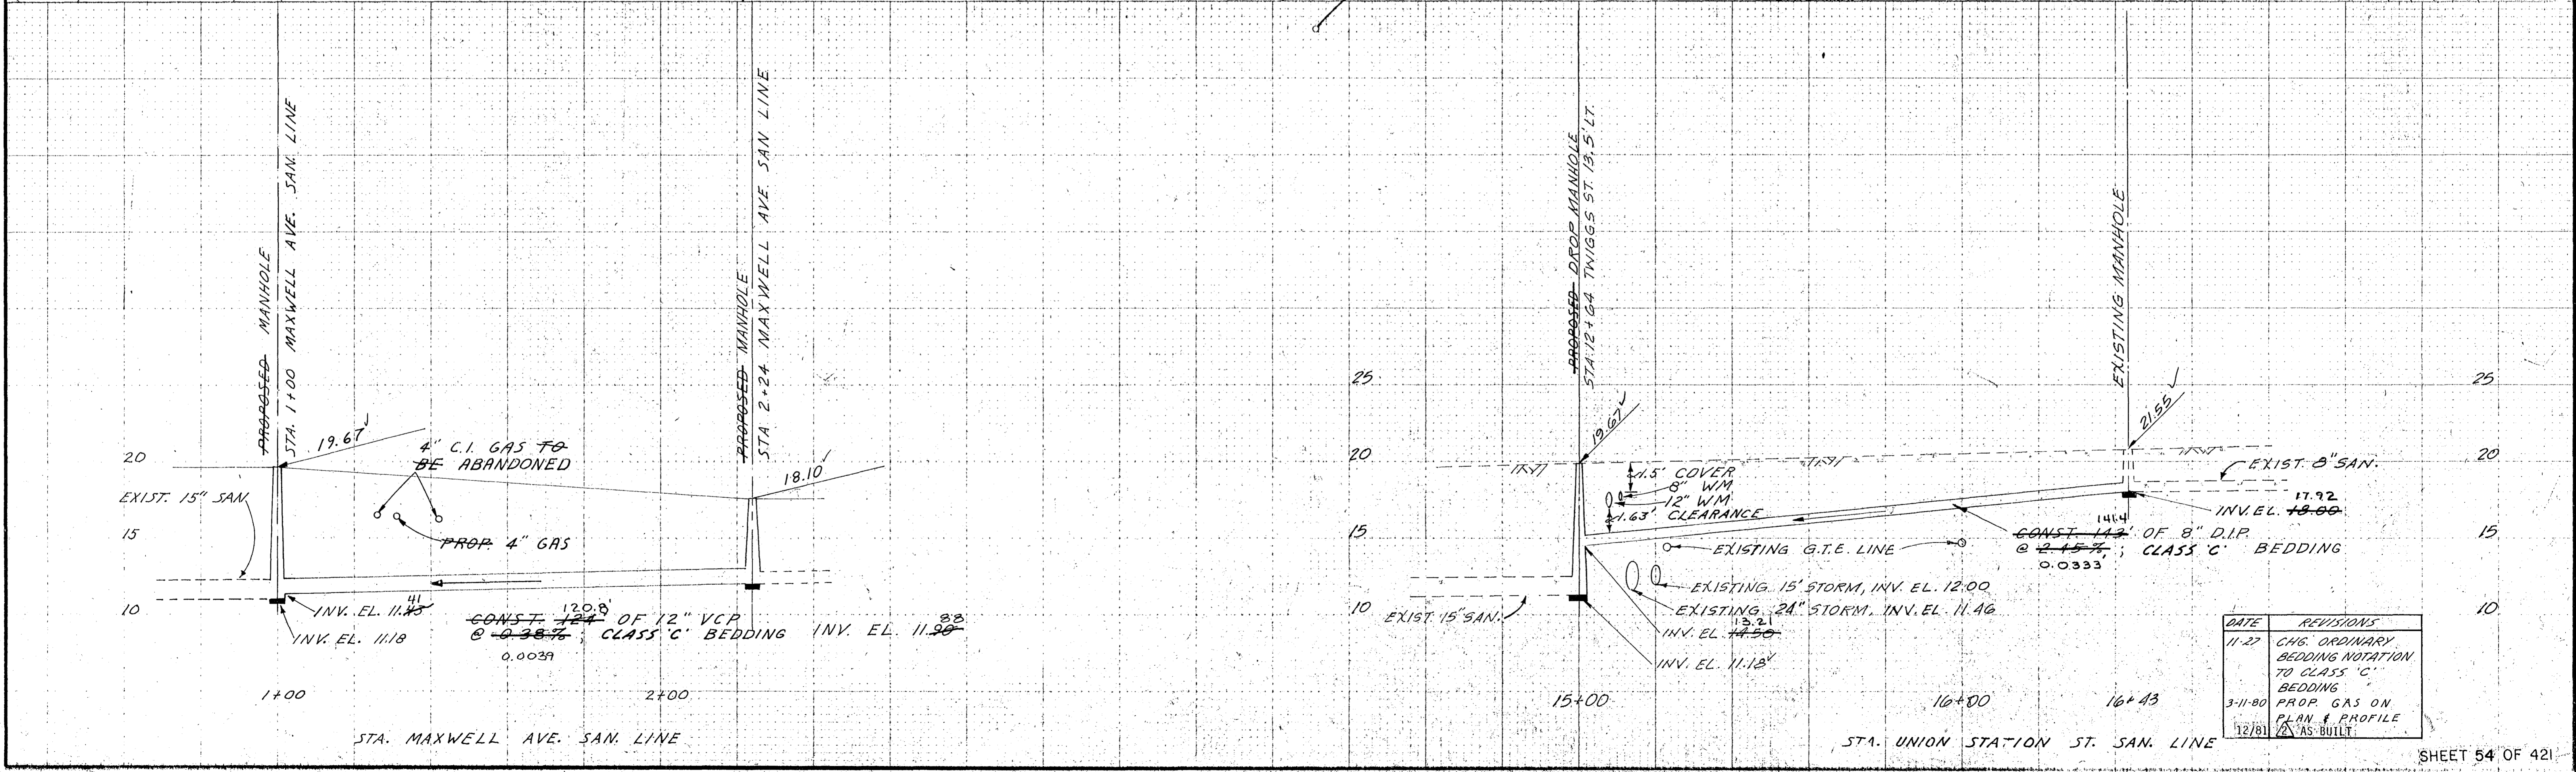 PROPOSED MANHOLE
STA. 1+00 MAXWELL AVE. SAN. LINE
PROPOSED MANHOLE
STA 2+24 MAXWELL AVE SAN LINE
19.67
4" C.I. GAS TO
BE ABANDONED
18.10
20
EXIST. 15" SAN.
15
PROP. 4" GAS
10
41
INV. EL. 11.45
INV. EL. 11.18
120.8'
CONST. 124' OF 12" VCP
@ 0.38% ; CLASS 'C' BEDDING
0.0039
88
INV. EL. 11.90
1+00
2+00
STA. MAXWELL AVE. SAN. LINE
PROPOSED DROP MANHOLE
STA. 12+64 TWIGGS ST. 13.5' LT.
EXISTING MANHOLE
25
25
19.67
21.55
20
20
1.5' COVER
8" WM
12" WM
1.63' CLEARANCE
EXIST. 8" SAN.
17.92
INV. EL. 18.00
15
15
141.4
CONST. 143' OF 8" D.I.P.
@ 2.45% ; CLASS 'C' BEDDING
0.0333
EXISTING G.T.E. LINE
EXISTING 15' STORM, INV. EL. 12.00
EXISTING 24" STORM, INV. EL. 11.46
10
10
EXIST. 15" SAN.
13.21
INV. EL. 14.50
INV. EL. 11.18
15+00
16+00
16+43
STA. UNION STATION ST. SAN. LINE
DATE REVISIONS
11-27 CHG. ORDINARY
BEDDING NOTATION
TO CLASS 'C'
BEDDING
3-11-80 PROP. GAS ON
PLAN & PROFILE
12/81 2 AS BUILT
SHEET 54 OF 421